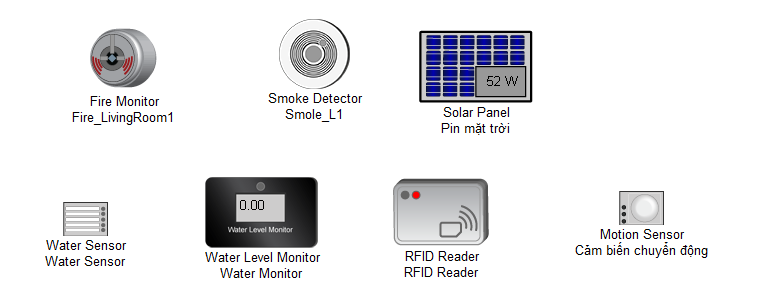 52 W
Fire Monitor
Fire_LivingRoom1
Smoke Detector
Smole_L1
Solar Panel
Pin mặt trời
0.00
Water Level Monitor
Water Sensor
Water Sensor
Water Level Monitor
Water Monitor
RFID Reader
RFID Reader
Motion Sensor
Cảm biến chuyển động